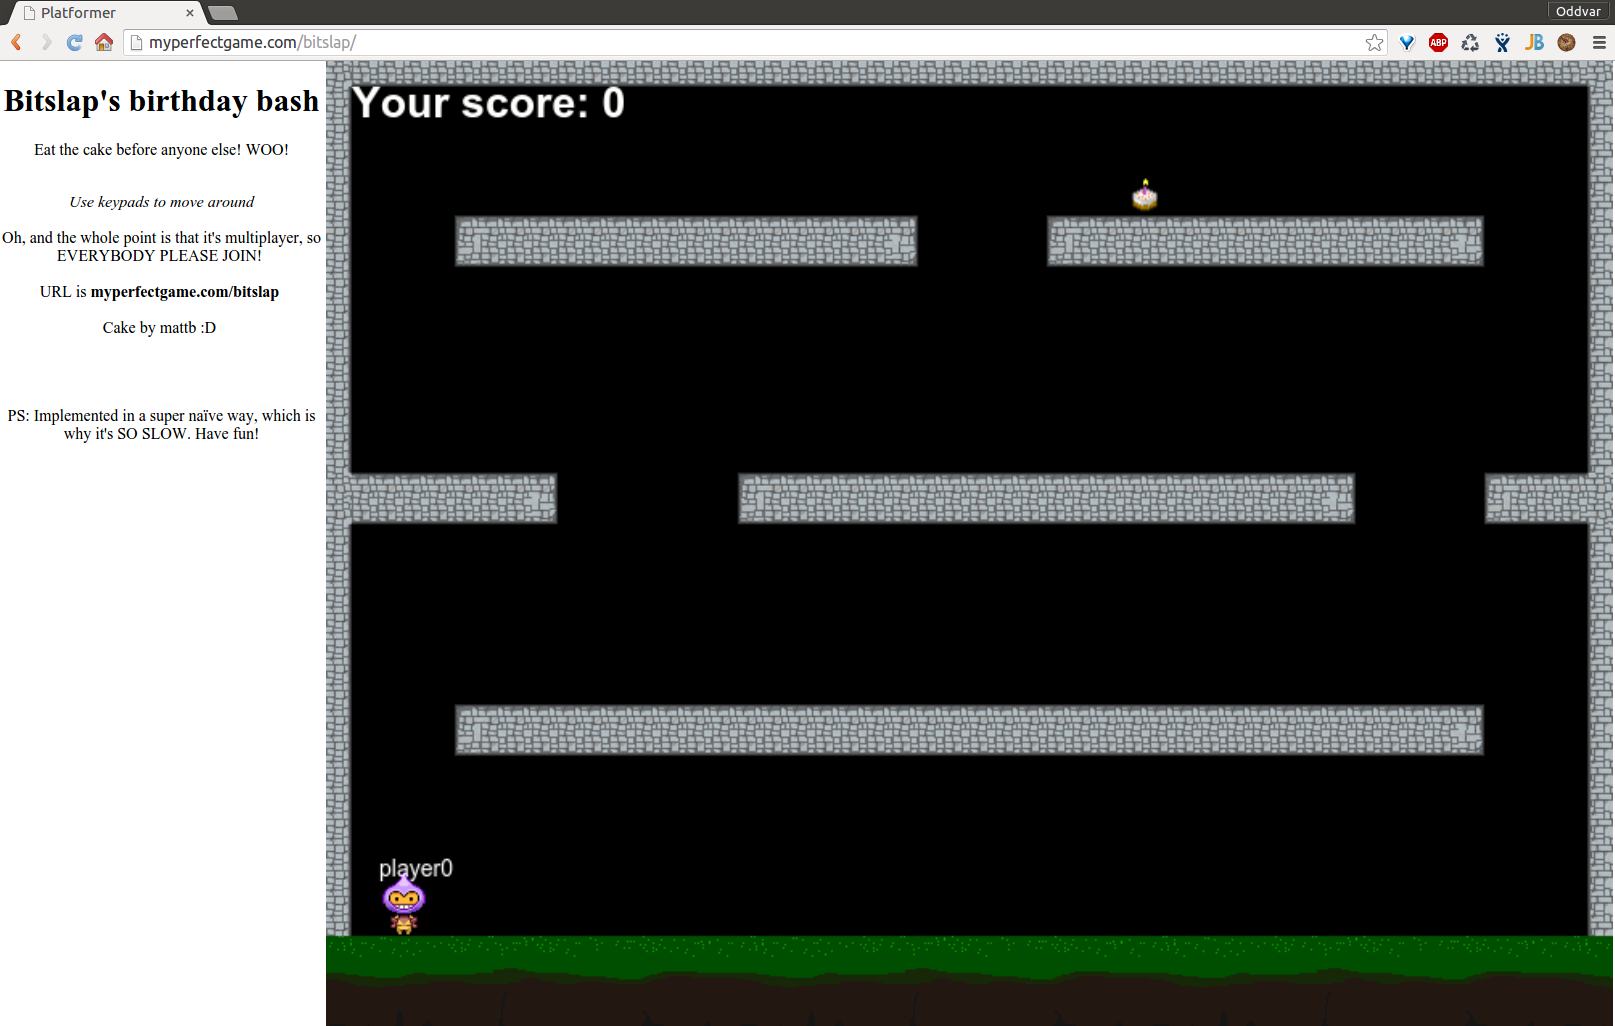 Platformer
Oddvar
myperfectgame.com/bitslap/
ABP
JB
Bitslap's birthday bash
Eat the cake before anyone else! WOO!
Use keypads to move around
Oh, and the whole point is that it's multiplayer, so
EVERYBODY PLEASE JOIN!
URL is myperfectgame.com/bitslap
Cake by mattb :D
PS: Implemented in a super naïve way, which is
why it's SO SLOW. Have fun!
Your score: 0
player0